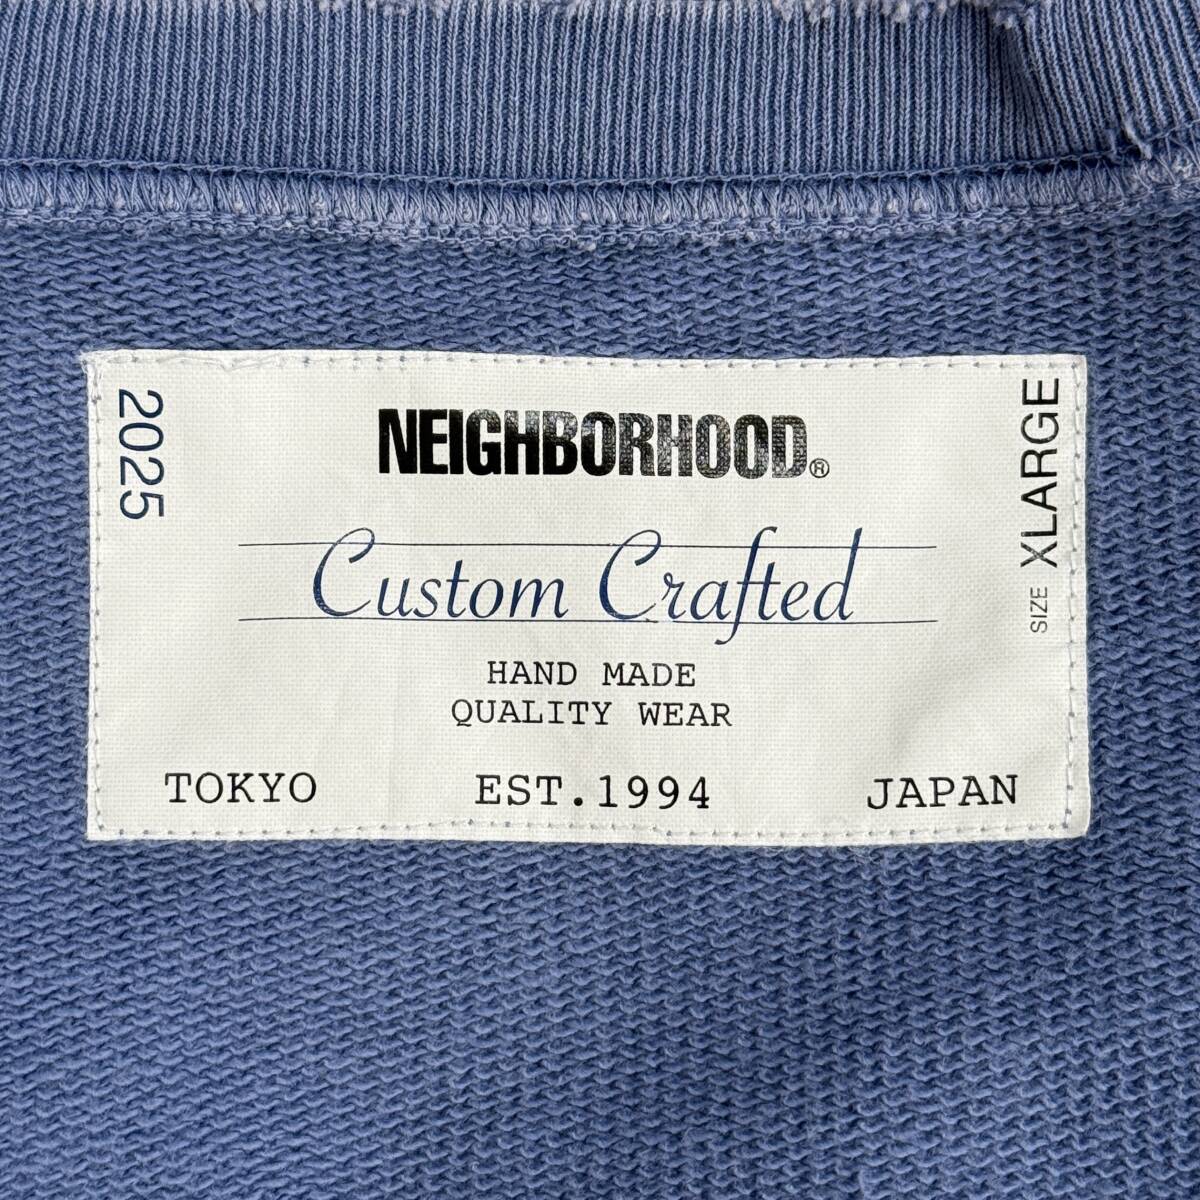 2025
NEIGHBORHOOD®
SIZE XLARGE
Custom Crafted
HAND MADE
QUALITY WEAR
TOKYO EST.1994 JAPAN